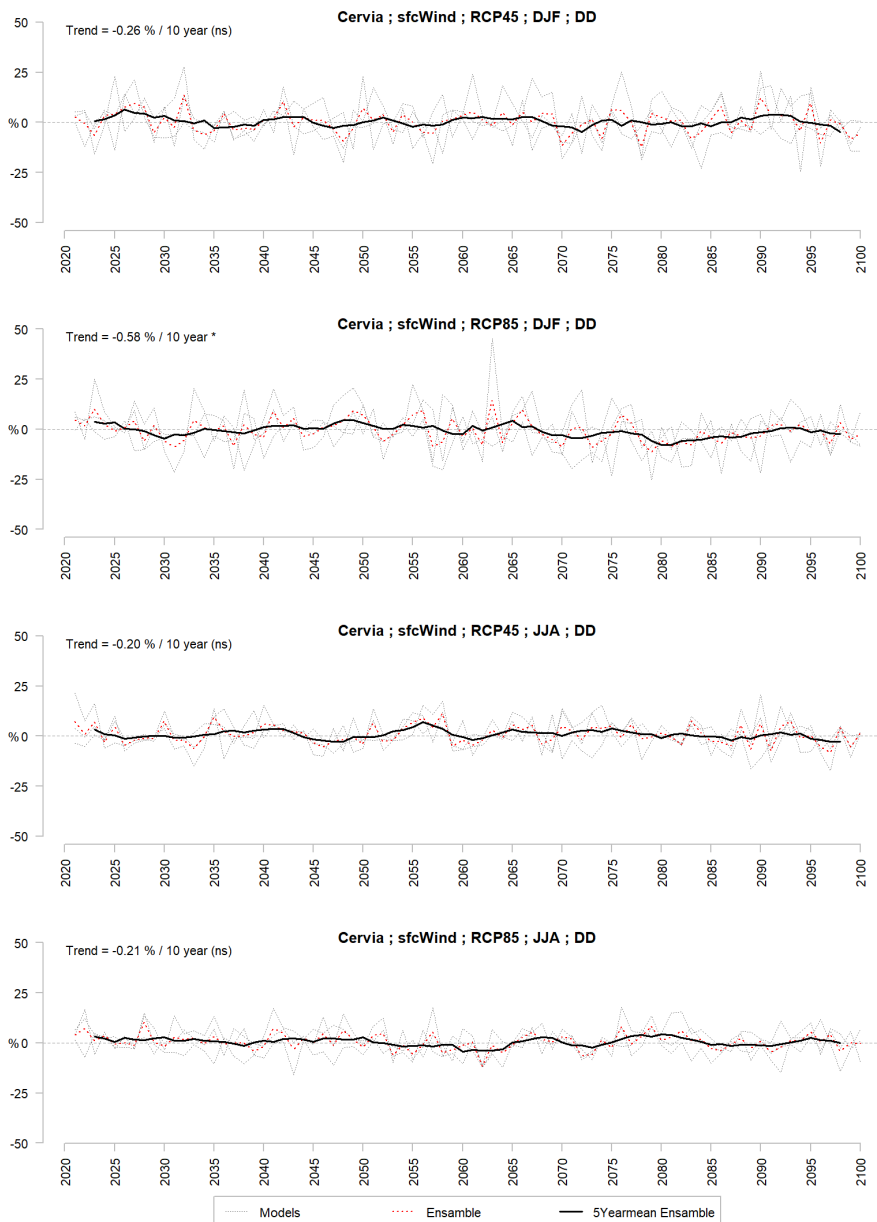 Cervia ; sfcWind ; RCP45 ; DJF ; DD
Trend = -0.26 % / 10 year (ns)
50
25
% 0
-25
-50
2020 2025 2030 2035 2040 2045 2050 2055 2060 2065 2070 2075 2080 2085 2090 2095 2100
Cervia ; sfcWind ; RCP85 ; DJF ; DD
Trend = -0.58 % / 10 year *
50
25
% 0
-25
-50
2020 2025 2030 2035 2040 2045 2050 2055 2060 2065 2070 2075 2080 2085 2090 2095 2100
Cervia ; sfcWind ; RCP45 ; JJA ; DD
Trend = -0.20 % / 10 year (ns)
50
25
% 0
-25
-50
2020 2025 2030 2035 2040 2045 2050 2055 2060 2065 2070 2075 2080 2085 2090 2095 2100
Cervia ; sfcWind ; RCP85 ; JJA ; DD
Trend = -0.21 % / 10 year (ns)
50
25
% 0
-25
-50
2020 2025 2030 2035 2040 2045 2050 2055 2060 2065 2070 2075 2080 2085 2090 2095 2100
Models Ensamble 5Yearmean Ensamble